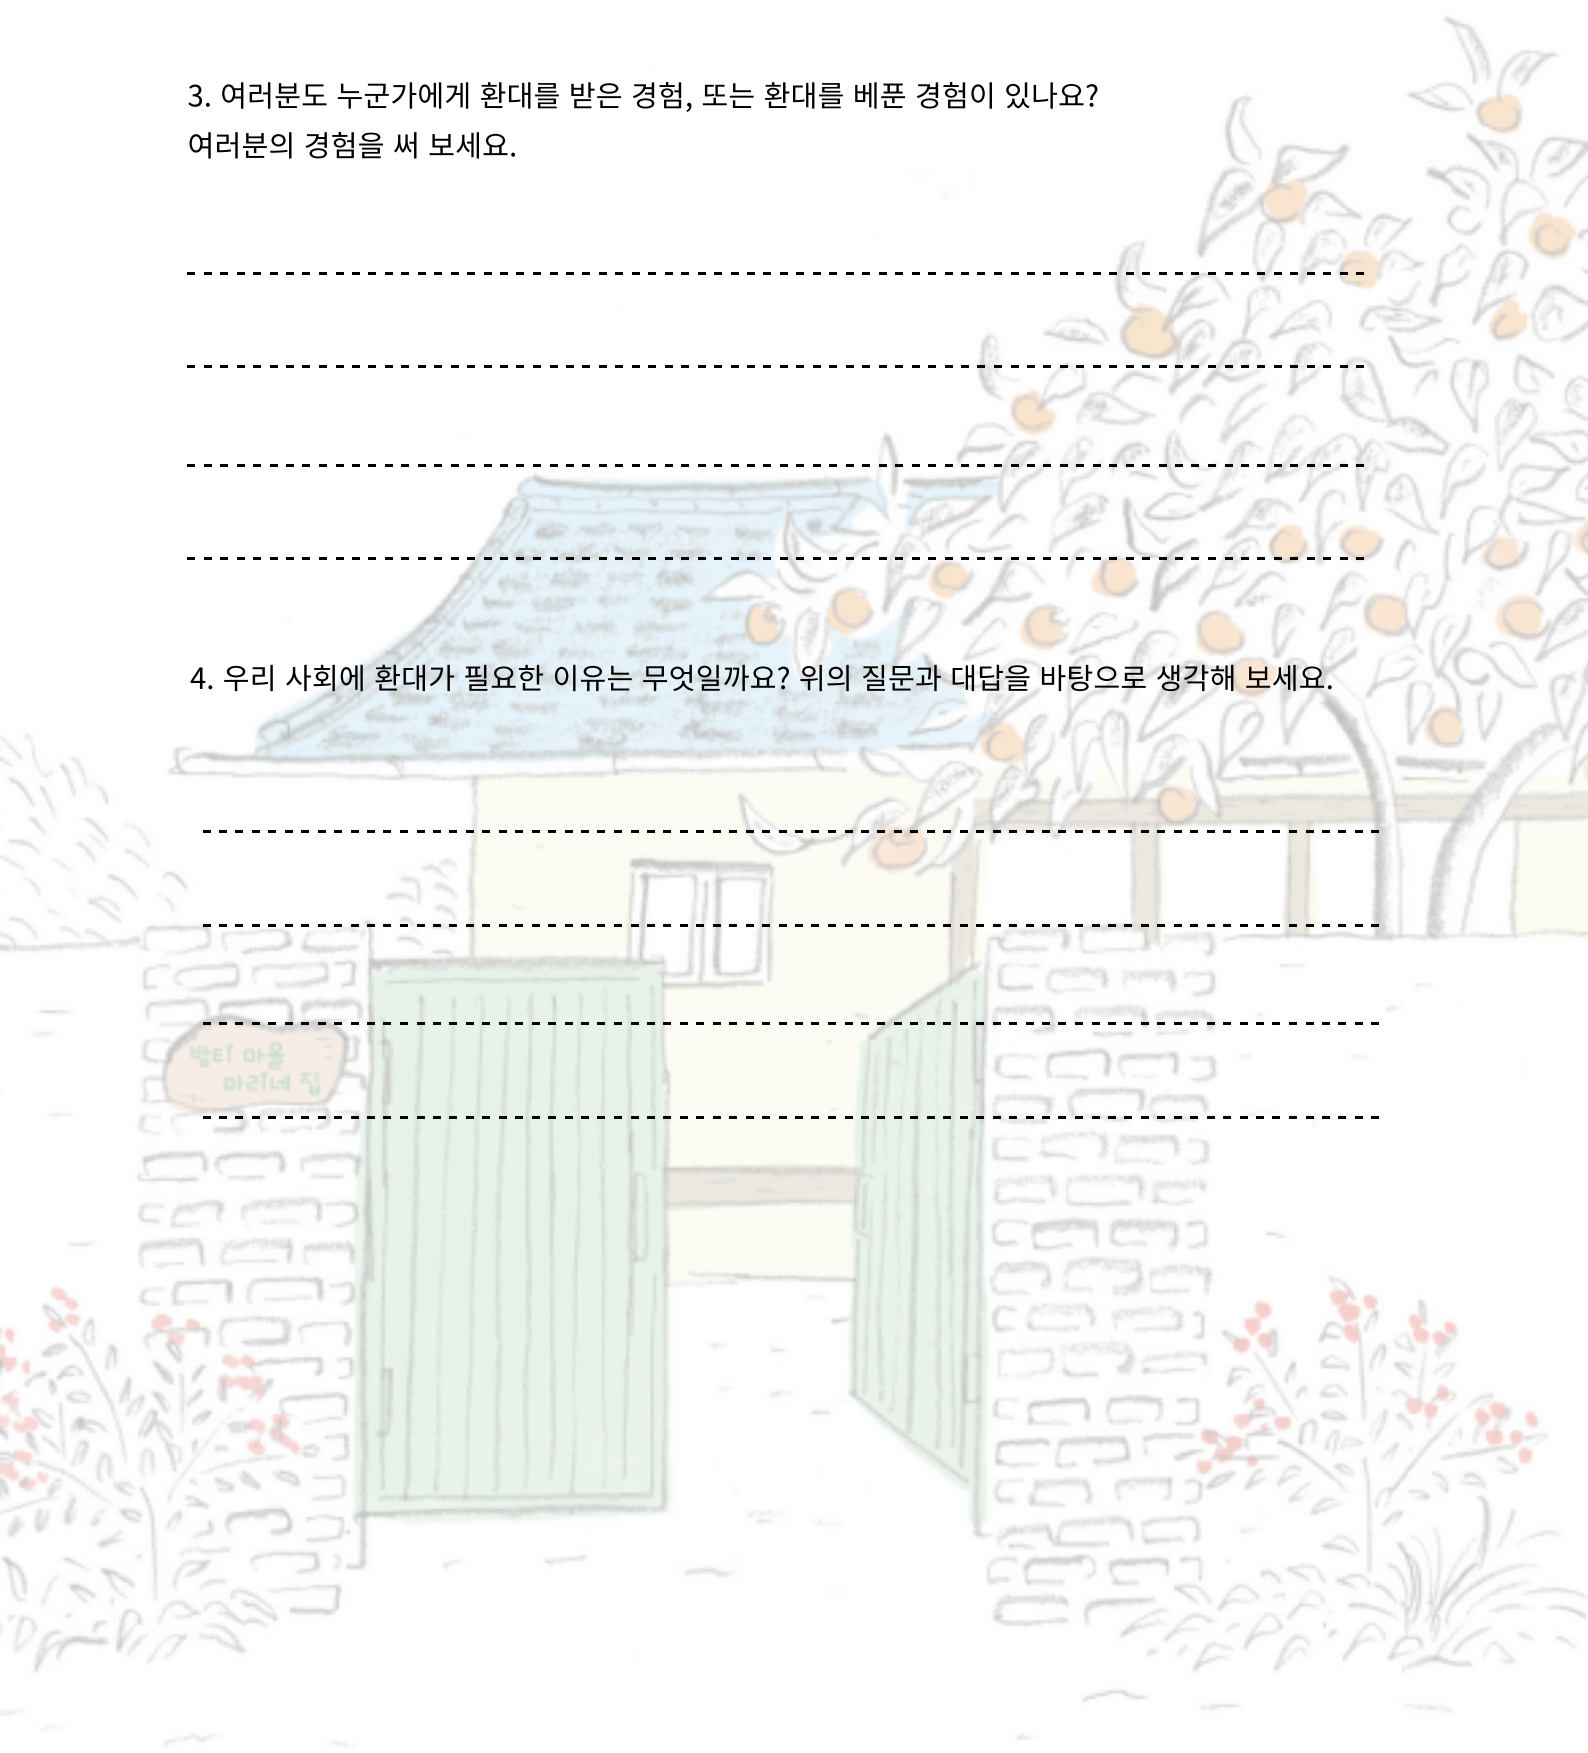 3. 여러분도 누군가에게 환대를 받은 경험, 또는 환대를 베푼 경험이 있나요?
여러분의 경험을 써 보세요.
4. 우리 사회에 환대가 필요한 이유는 무엇일까요? 위의 질문과 대답을 바탕으로 생각해 보세요.
밤티 마을
마리네 집